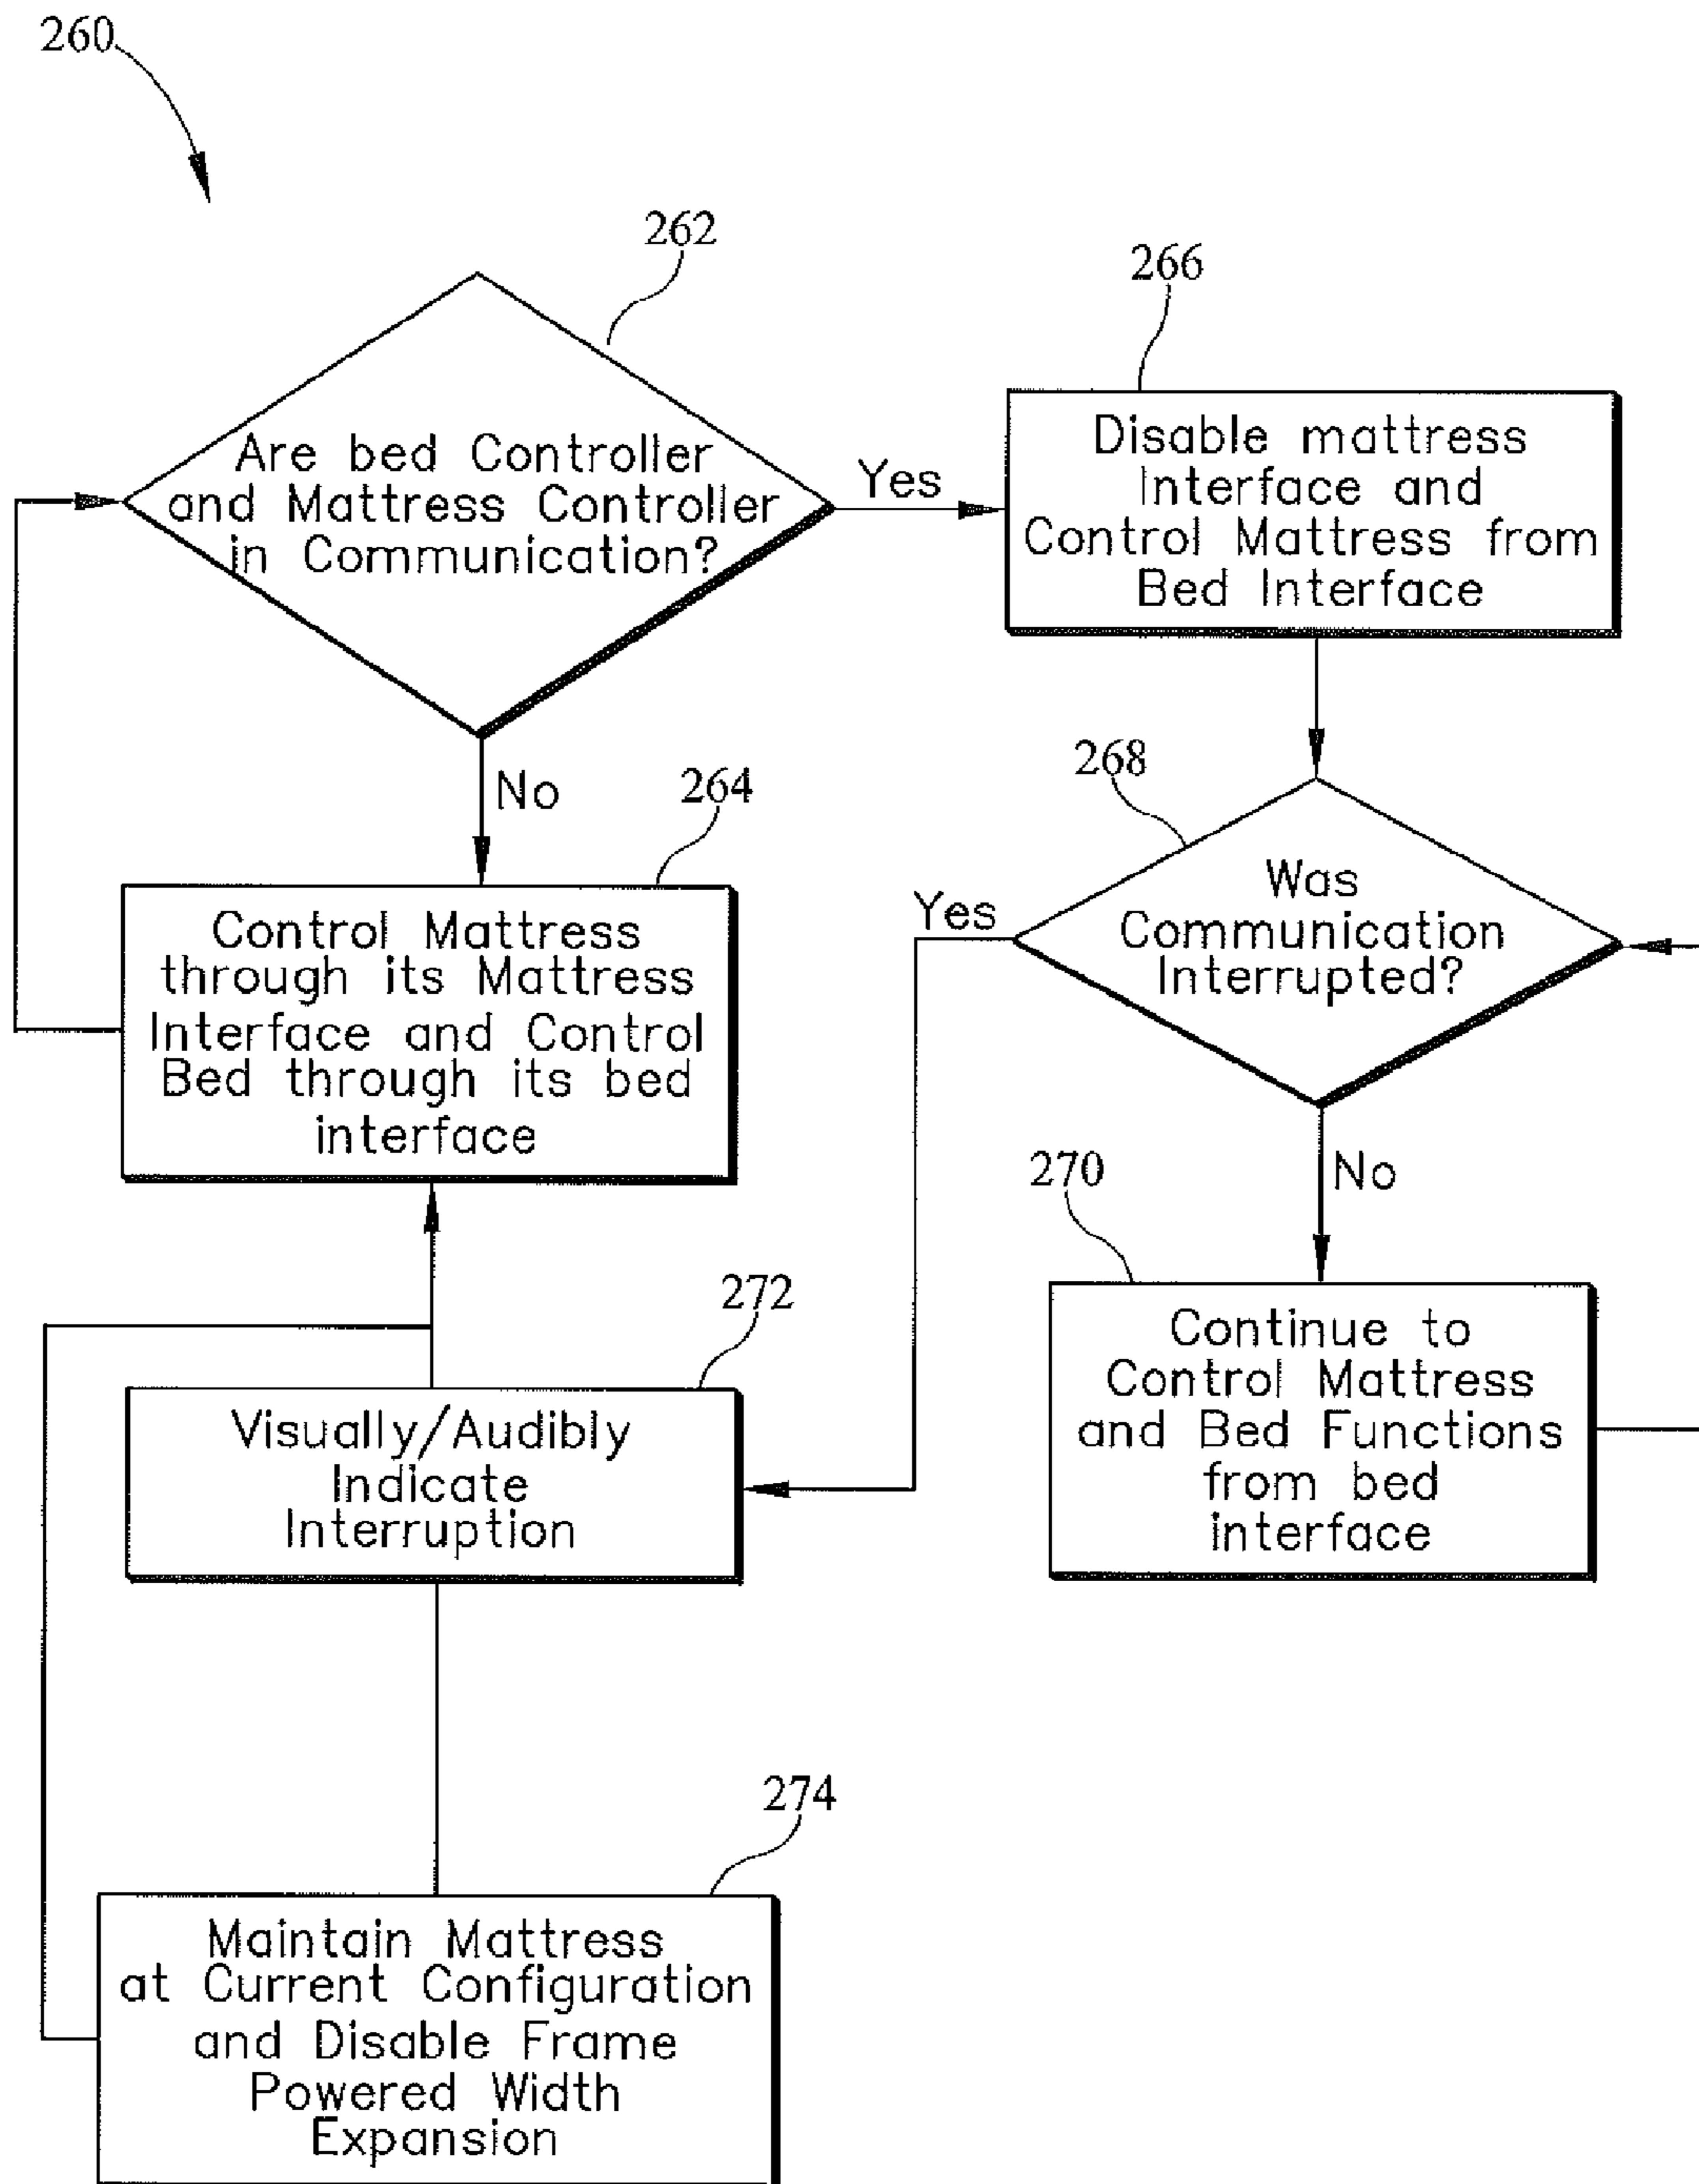 260
262
Are bed Controller
and Mattress Controller
in Communication?
Yes
266
Disable mattress
Interface and
Control Mattress from
Bed Interface
No
264
Control Mattress
through its Mattress
Interface and Control
Bed through its bed
interface
268
Was
Communication
Interrupted?
Yes
No
270
Continue to
Control Mattress
and Bed Functions
from bed
interface
272
Visually/Audibly
Indicate
Interruption
274
Maintain Mattress
at Current Configuration
and Disable Frame
Powered Width
Expansion